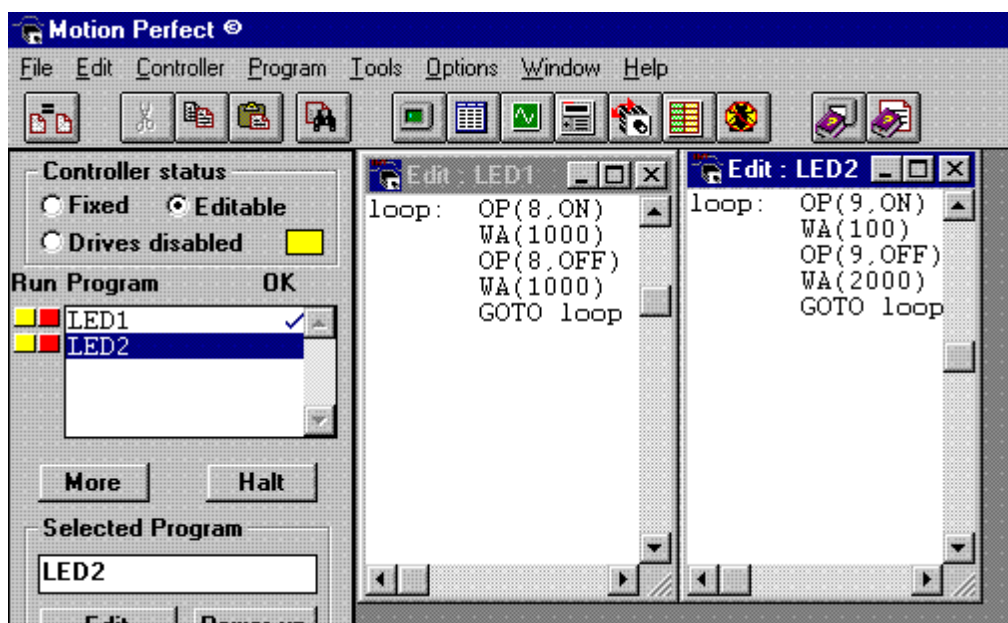 Motion Perfect ©
File Edit Controller Program Tools Options Window Help
Controller status
Fixed Editable
Drives disabled
Run Program OK
LED1
LED2
More Halt
Selected Program
LED2
Edit Power up
Edit : LED1
loop: OP(8,ON)
WA(1000)
OP(8,OFF)
WA(1000)
GOTO loop
Edit : LED2
loop: OP(9,ON)
WA(100)
OP(9,OFF)
WA(2000)
GOTO loop